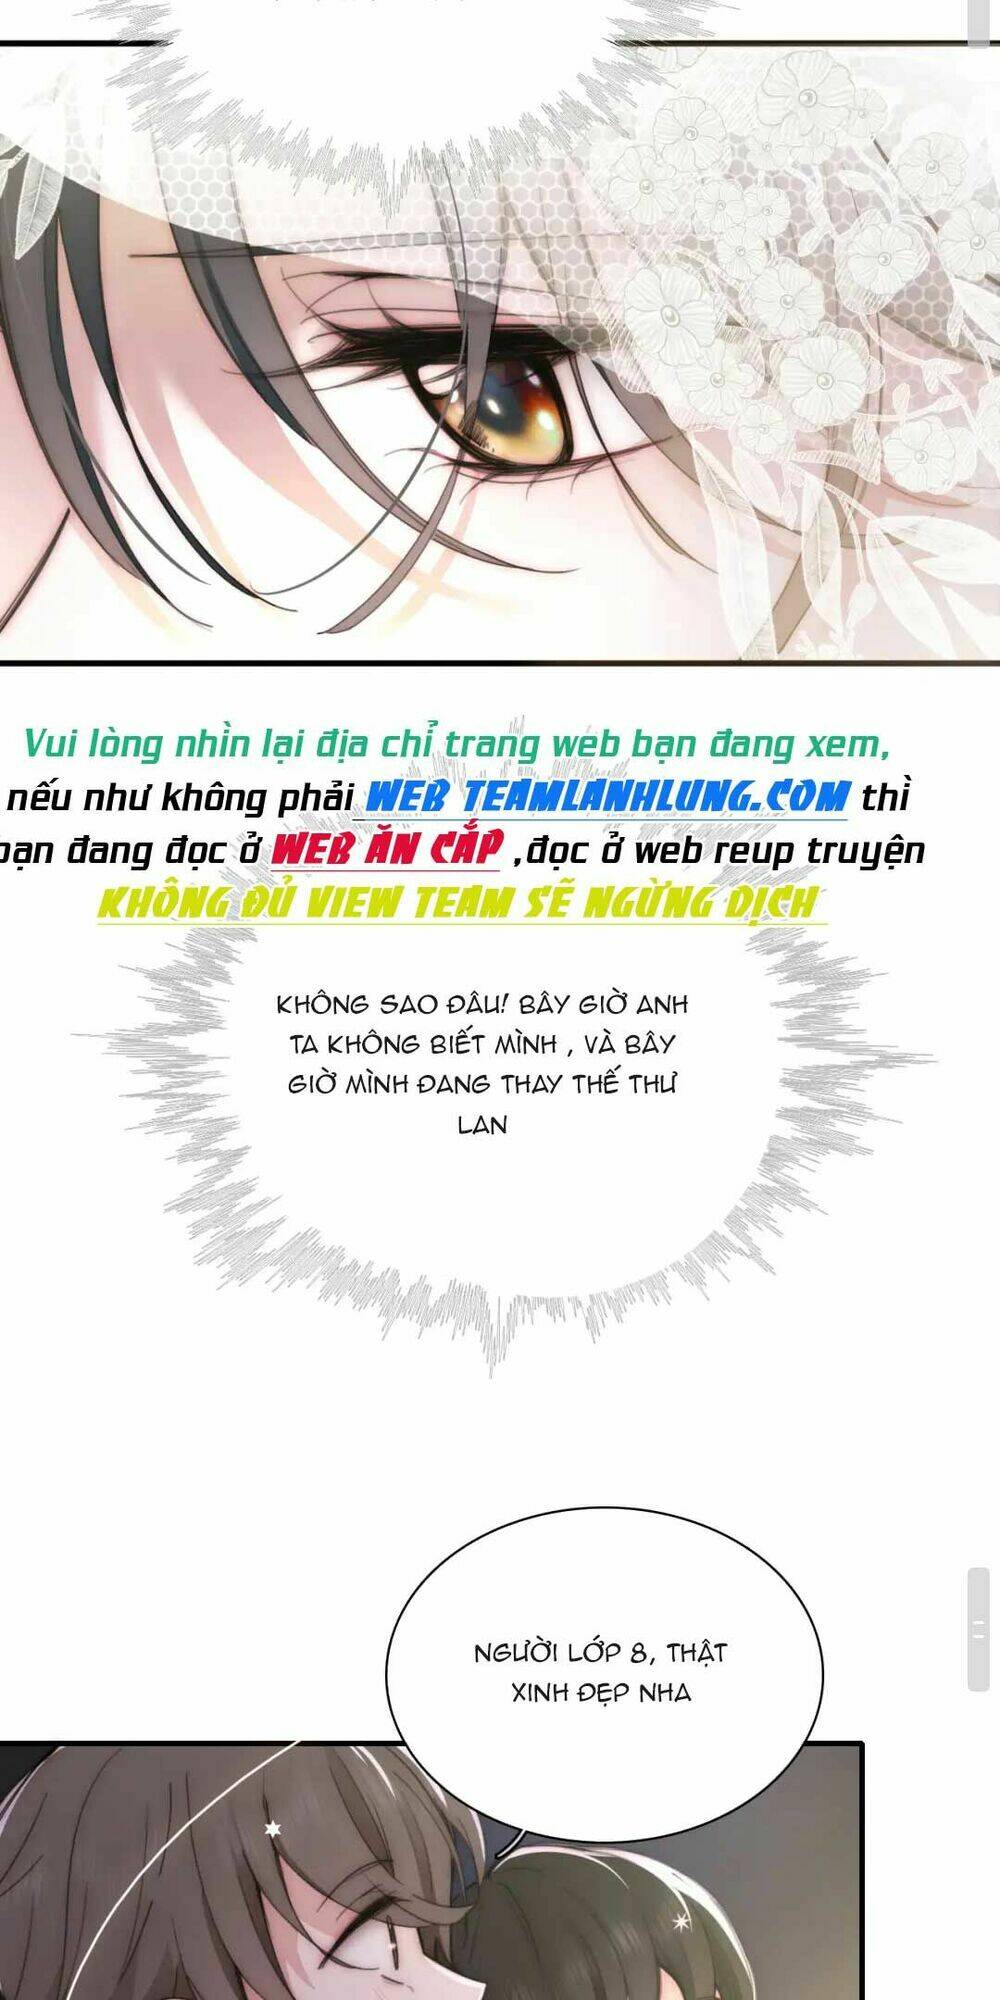 Vui lòng nhìn lại địa chỉ trang web bạn đang xem,
nếu như không phải WEB TEAMLANHLUNG.COM thì
bạn đang đọc ở WEB ĂN CẮP ,đọc ở web reup truyện
KHÔNG ĐỦ VIEW TEAM SẼ NGỪNG DỊCH
KHÔNG SAO ĐÂU! BÂY GIỜ ANH
TA KHÔNG BIẾT MÌNH , VÀ BÂY
GIỜ MÌNH ĐANG THAY THẾ THƯ
LAN
NGƯỜI LỚP 8, THẬT
XINH ĐẸP NHA